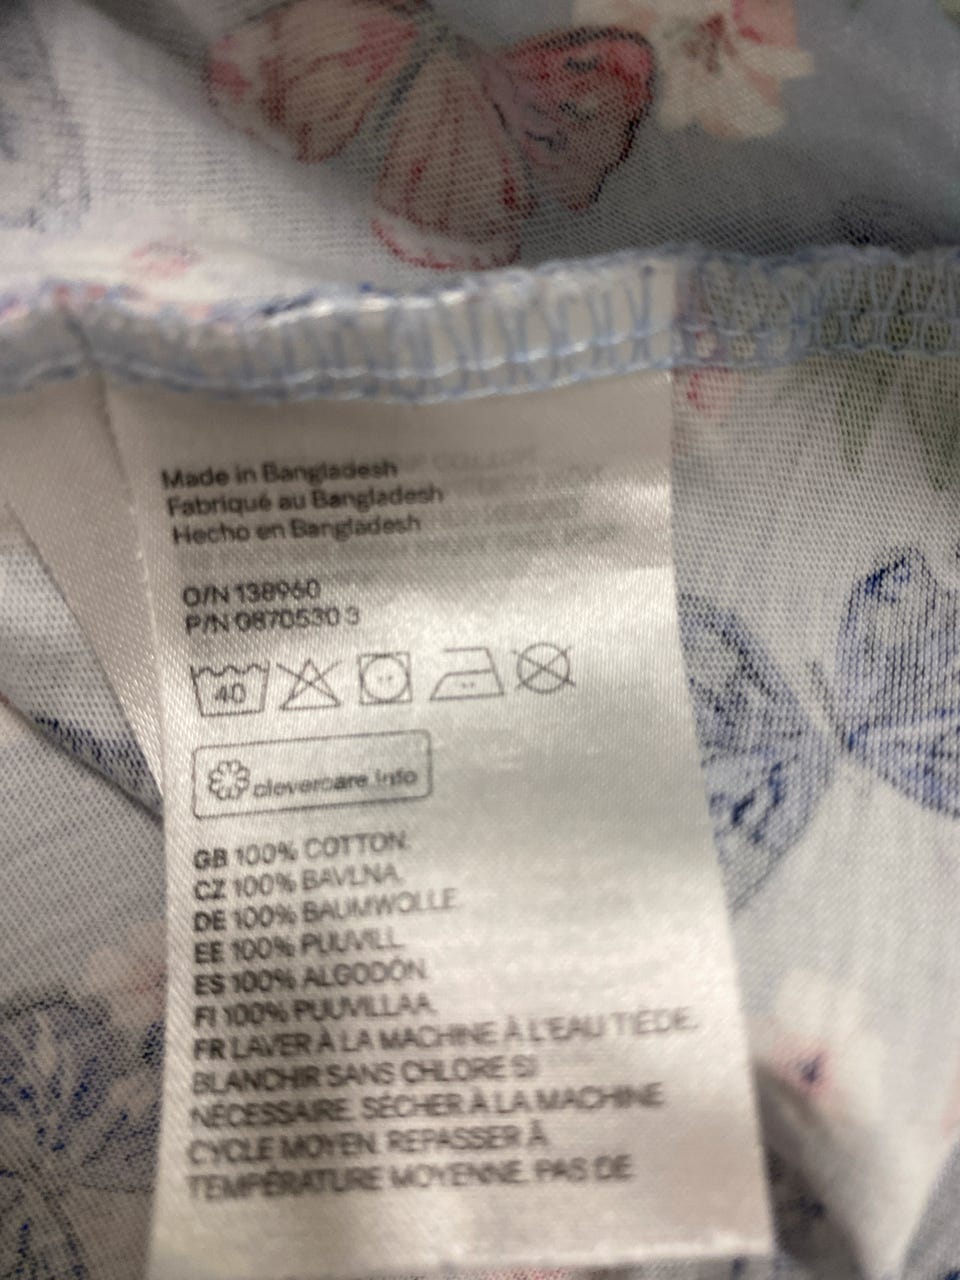 Made in Bangladesh
Fabriqué au Bangladesh
Hecho en Bangladesh
O/N 138960
P/N 0870530 3
40
clovercare.info
GB 100% COTTON.
CZ 100% BAVLNA.
DE 100% BAUMWOLLE.
EE 100% PUUVILL.
ES 100% ALGODÓN.
FI 100% PUUVILLAA.
FR LAVER À LA MACHINE À L'EAU TIÈDE.
BLANCHIR SANS CHLORE SI
NÉCESSAIRE. SÉCHER À LA MACHINE
CYCLE MOYEN. REPASSER À
TEMPÉRATURE MOYENNE. PAS DE